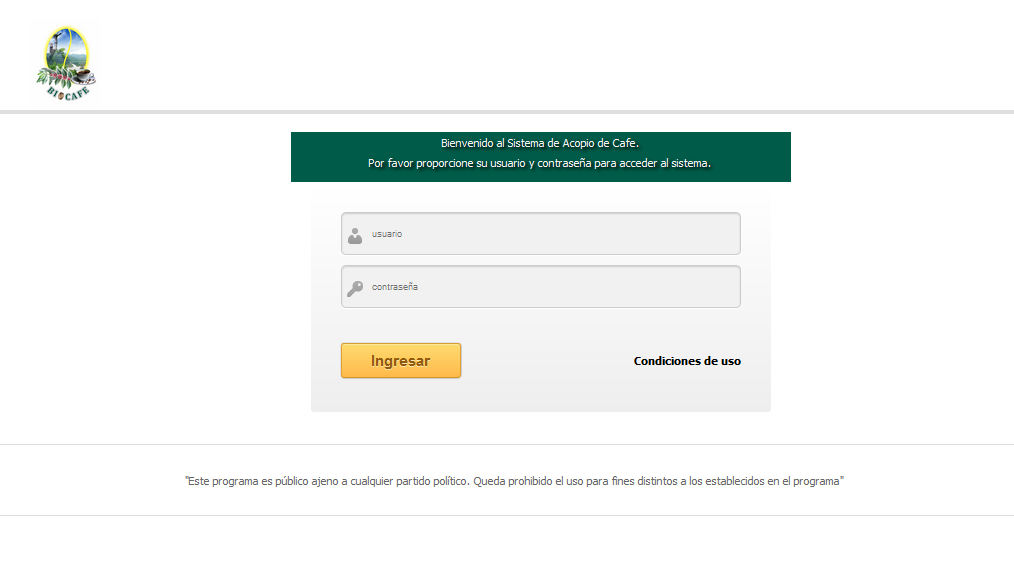 BIOCAFE
Bienvenido al Sistema de Acopio de Cafe.
Por favor proporcione su usuario y contraseña para acceder al sistema.
usuario
contraseña
Ingresar
Condiciones de uso
"Este programa es público ajeno a cualquier partido político. Queda prohibido el uso para fines distintos a los establecidos en el programa"